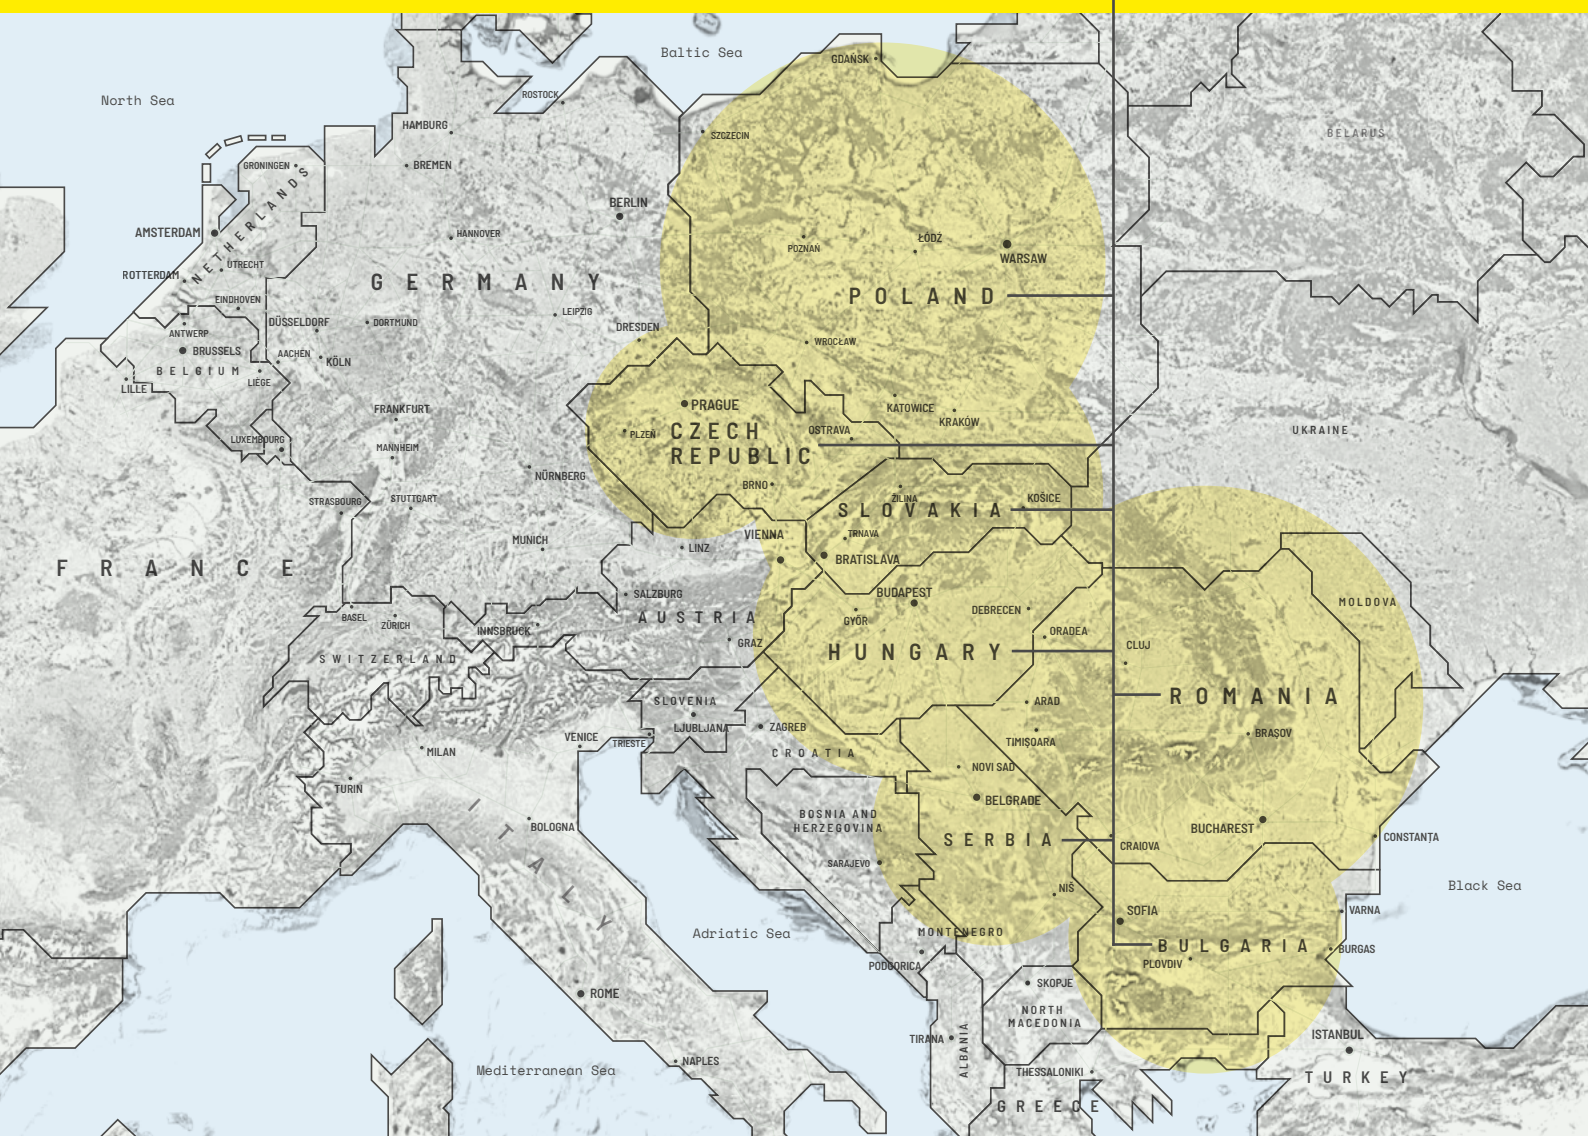 Baltic Sea
GDAŃSK
North Sea
ROSTOCK
HAMBURG
SZCZECIN
BELARUS
GRONINGEN
BREMEN
NETHERLANDS
BERLIN
AMSTERDAM
HANNOVER
ŁÓDŹ
POZNAŃ
WARSAW
UTRECHT
ROTTERDAM
GERMANY
POLAND
EINDHOVEN
LEIPZIG
DÜSSELDORF
DORTMUND
DRESDEN
ANTWERP
WROCŁAW
BRUSSELS
AACHEN
KÖLN
BELGIUM
LIÈGE
LILLE
PRAGUE
FRANKFURT
KATOWICE
KRAKÓW
UKRAINE
CZECH
REPUBLIC
PLZEŇ
OSTRAVA
LUXEMBOURG
MANNHEIM
NÜRNBERG
BRNO
STRASBOURG
STUTTGART
ŽILINA
KOŠICE
SLOVAKIA
VIENNA
TRNAVA
MUNICH
LINZ
BRATISLAVA
FRANCE
SALZBURG
BUDAPEST
MOLDOVA
BASEL
ZÜRICH
AUSTRIA
GYÖR
DEBRECEN
INNSBRUCK
ORADEA
GRAZ
CLUJ
SWITZERLAND
HUNGARY
ROMANIA
SLOVENIA
ARAD
LJUBLJANA
ZAGREB
BRAȘOV
VENICE
TRIESTE
TIMIȘOARA
MILAN
CROATIA
NOVI SAD
TURIN
BELGRADE
ITALY
BOSNIA AND
HERZEGOVINA
BOLOGNA
BUCHAREST
SERBIA
CONSTANȚA
CRAIOVA
SARAJEVO
NIŠ
Black Sea
SOFIA
VARNA
Adriatic Sea
MONTENEGRO
BULGARIA
BURGAS
PODGORICA
PLOVDIV
SKOPJE
ROME
NORTH
MACEDONIA
TIRANA
ALBANIA
ISTANBUL
NAPLES
Mediterranean Sea
THESSALONIKI
TURKEY
GREECE